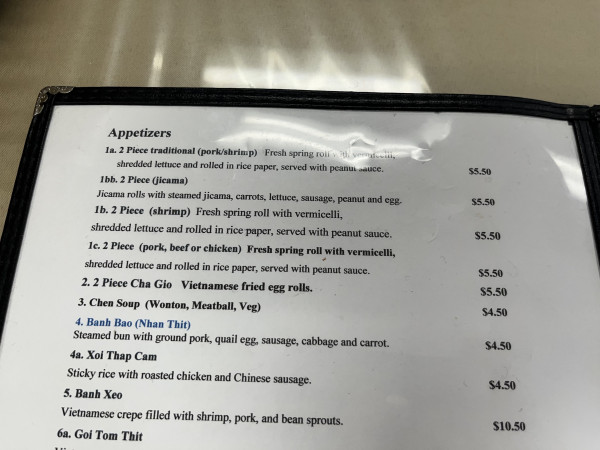 Appetizers
1a. 2 Piece traditional (pork/shrimp) Fresh spring roll with vermicelli,
shredded lettuce and rolled in rice paper, served with peanut sauce. $5.50
1bb. 2 Piece (jicama)
Jicama rolls with steamed jicama, carrots, lettuce, sausage, peanut and egg. $5.50
1b. 2 Piece (shrimp) Fresh spring roll with vermicelli,
shredded lettuce and rolled in rice paper, served with peanut sauce. $5.50
1c. 2 Piece (pork, beef or chicken) Fresh spring roll with vermicelli,
shredded lettuce and rolled in rice paper, served with peanut sauce. $5.50
2. 2 Piece Cha Gio Vietnamese fried egg rolls. $5.50
3. Chen Soup (Wonton, Meatball, Veg) $4.50
4. Banh Bao (Nhan Thit)
Steamed bun with ground pork, quail egg, sausage, cabbage and carrot. $4.50
4a. Xoi Thap Cam
Sticky rice with roasted chicken and Chinese sausage. $4.50
5. Banh Xeo
Vietnamese crepe filled with shrimp, pork, and bean sprouts. $10.50
6a. Goi Tom Thit